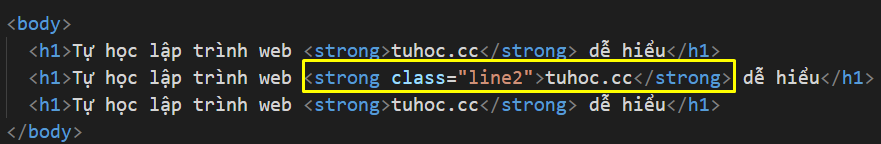 <body>
<h1>Tự học lập trình web <strong>tuhoc.cc</strong> dễ hiểu</h1>
<h1>Tự học lập trình web <strong class="line2">tuhoc.cc</strong> dễ hiểu</h1>
<h1>Tự học lập trình web <strong>tuhoc.cc</strong> dễ hiểu</h1>
</body>